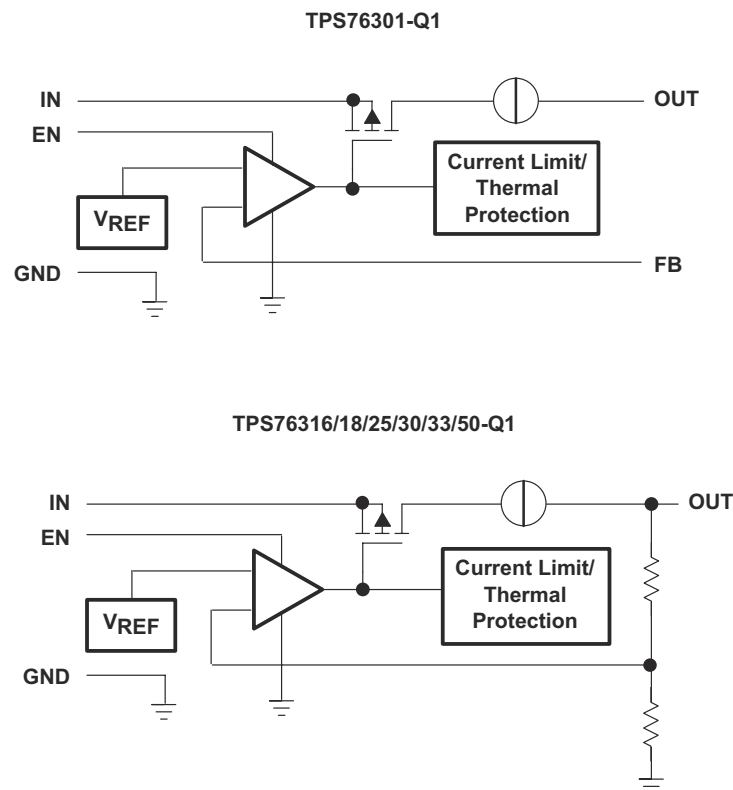 TPS76301-Q1
IN
OUT
EN
Current Limit/
Thermal
Protection
VREF
FB
GND
TPS76316/18/25/30/33/50-Q1
IN
OUT
EN
Current Limit/
Thermal
Protection
VREF
GND